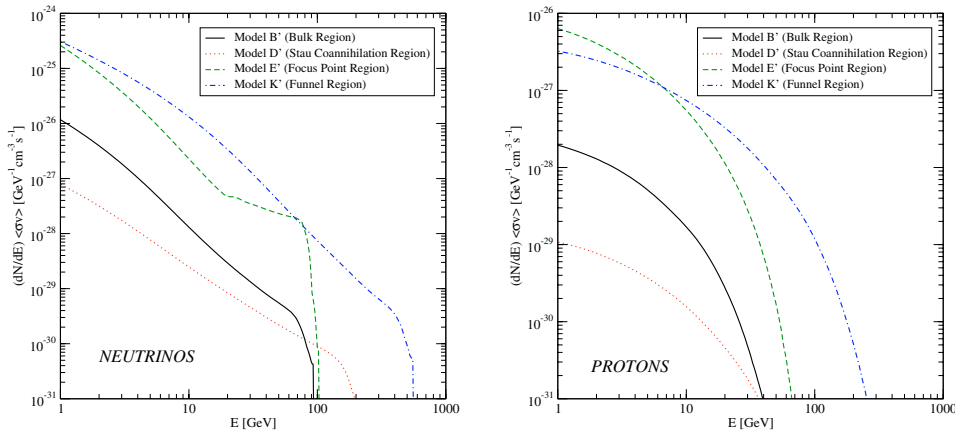 10^-24
10^-25
10^-26
10^-27
10^-28
10^-29
10^-30
10^-31
(dN/dE) <σv> [GeV^-1 cm^-3 s^-1]
Model B' (Bulk Region)
Model D' (Stau Coannihilation Region)
Model E' (Focus Point Region)
Model K' (Funnel Region)
NEUTRINOS
1 10 100 1000
E [GeV]
10^-26
10^-27
10^-28
10^-29
10^-30
10^-31
(dN/dE) <σv> [GeV^-1 cm^-3 s^-1]
Model B' (Bulk Region)
Model D' (Stau Coannihilation Region)
Model E' (Focus Point Region)
Model K' (Funnel Region)
PROTONS
1 10 100 1000
E [GeV]